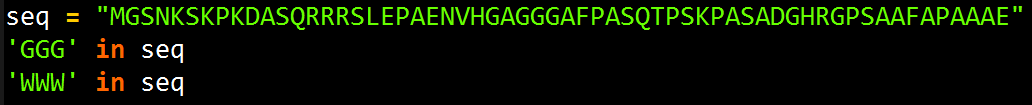 seq = "MGSNKSKPKDASQRRRSLEPAENVHGAGGGAFPASQTPSKPASADGHRGPSAAFAPAAAE"
'GGG' in seq
'WWW' in seq